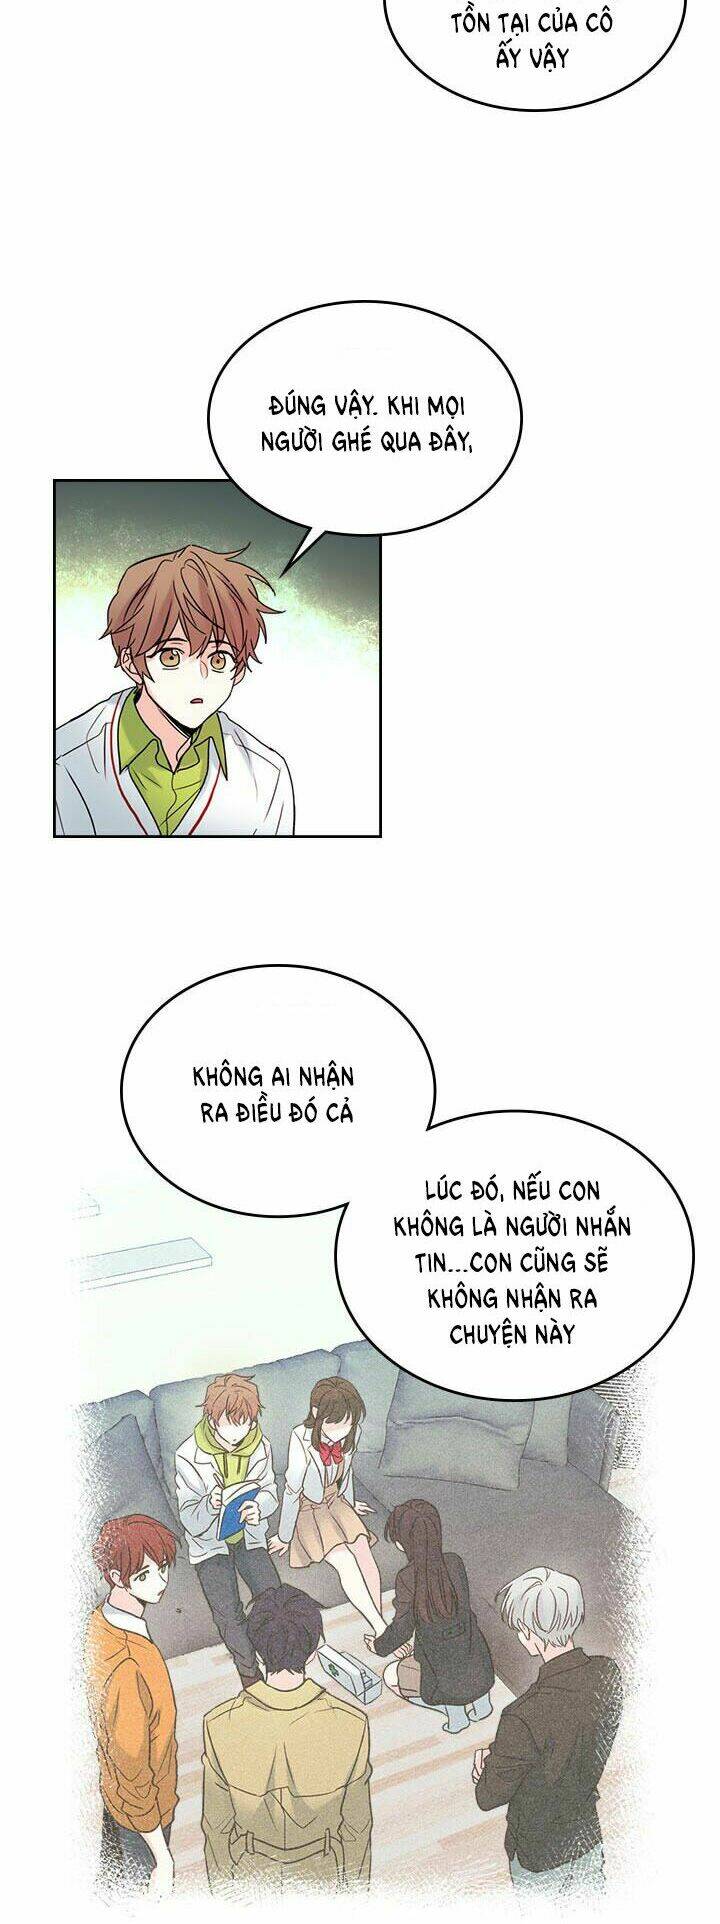 TỒN TẠI CỦA CÔ
ẤY VẬY
ĐÚNG VẬY. KHI MỌI
NGƯỜI GHÉ QUA ĐÂY,
KHÔNG AI NHẬN
RA ĐIỀU ĐÓ CẢ
LÚC ĐÓ, NẾU CON
KHÔNG LÀ NGƯỜI NHẮN
TIN...CON CŨNG SẼ
KHÔNG NHẬN RA
CHUYỆN NÀY